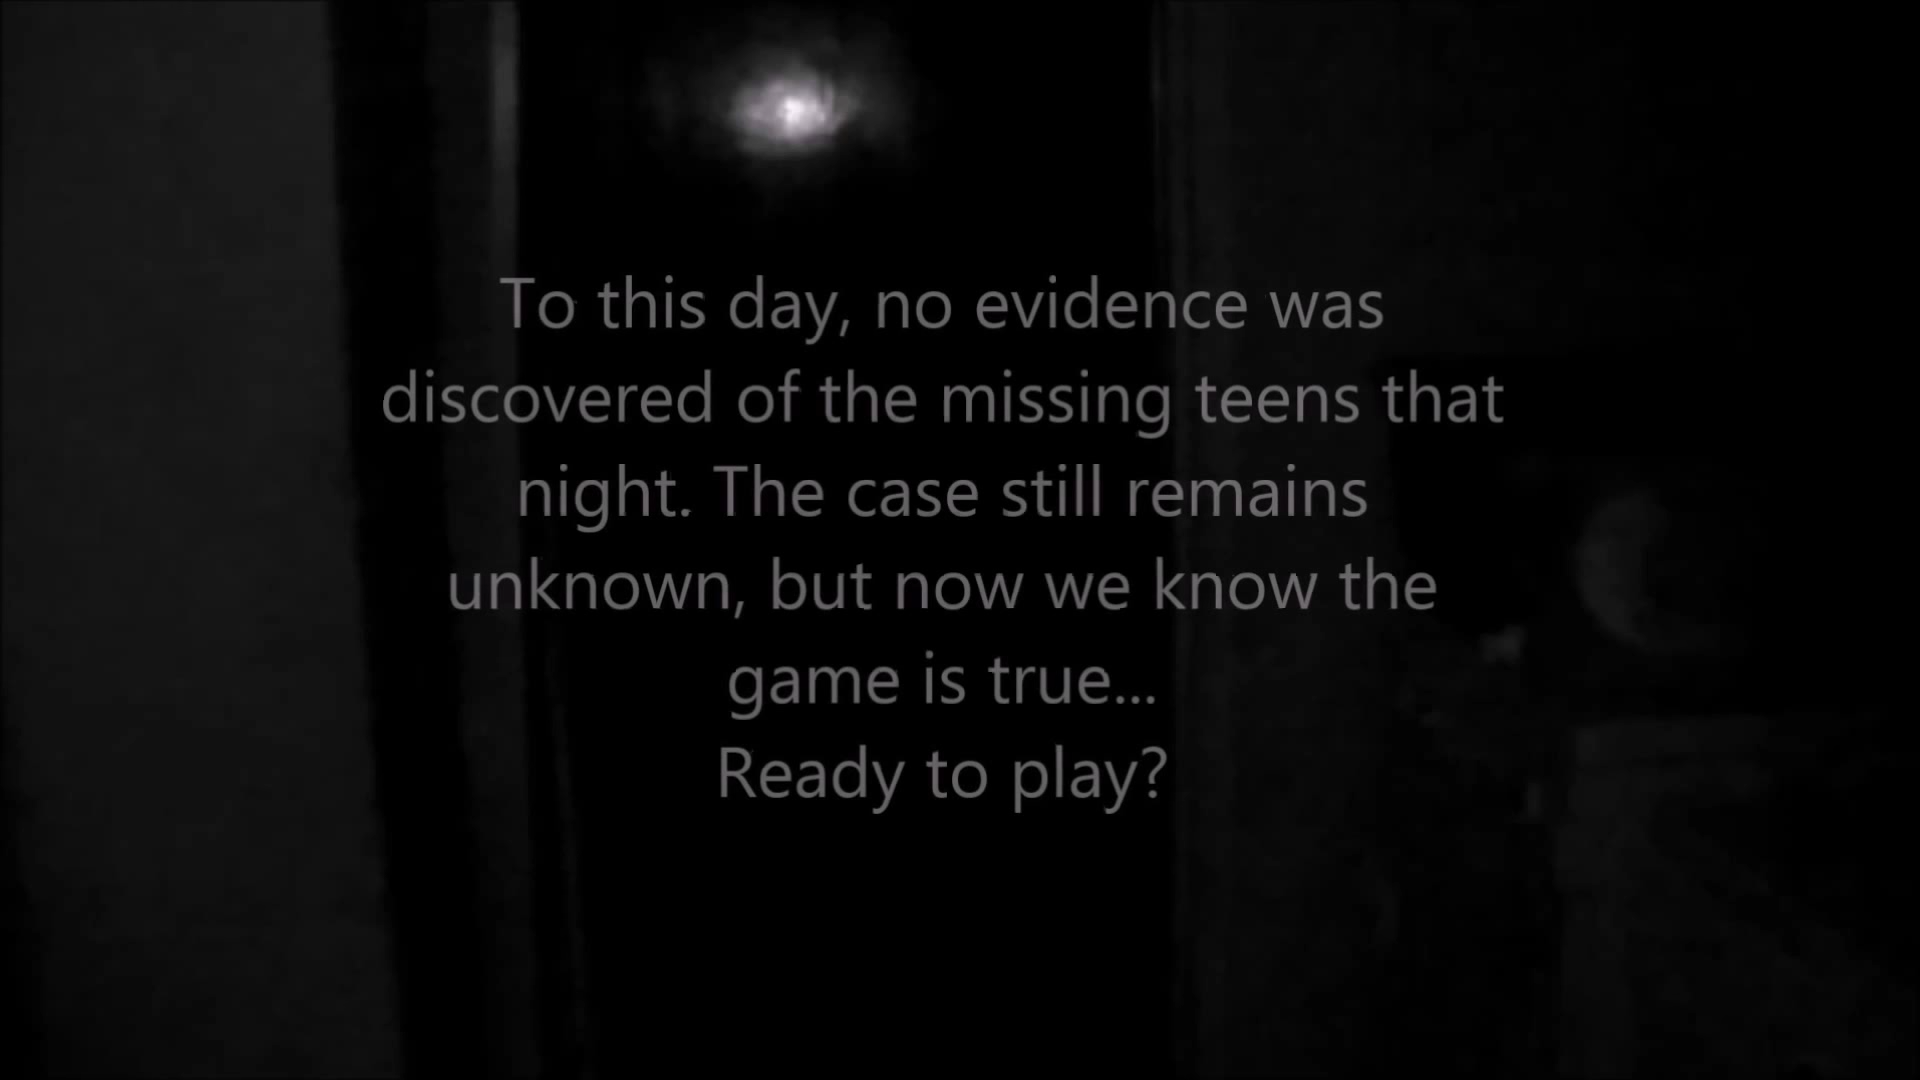 To this day, no evidence was
discovered of the missing teens that
night. The case still remains
unknown, but now we know the
game is true...
Ready to play?